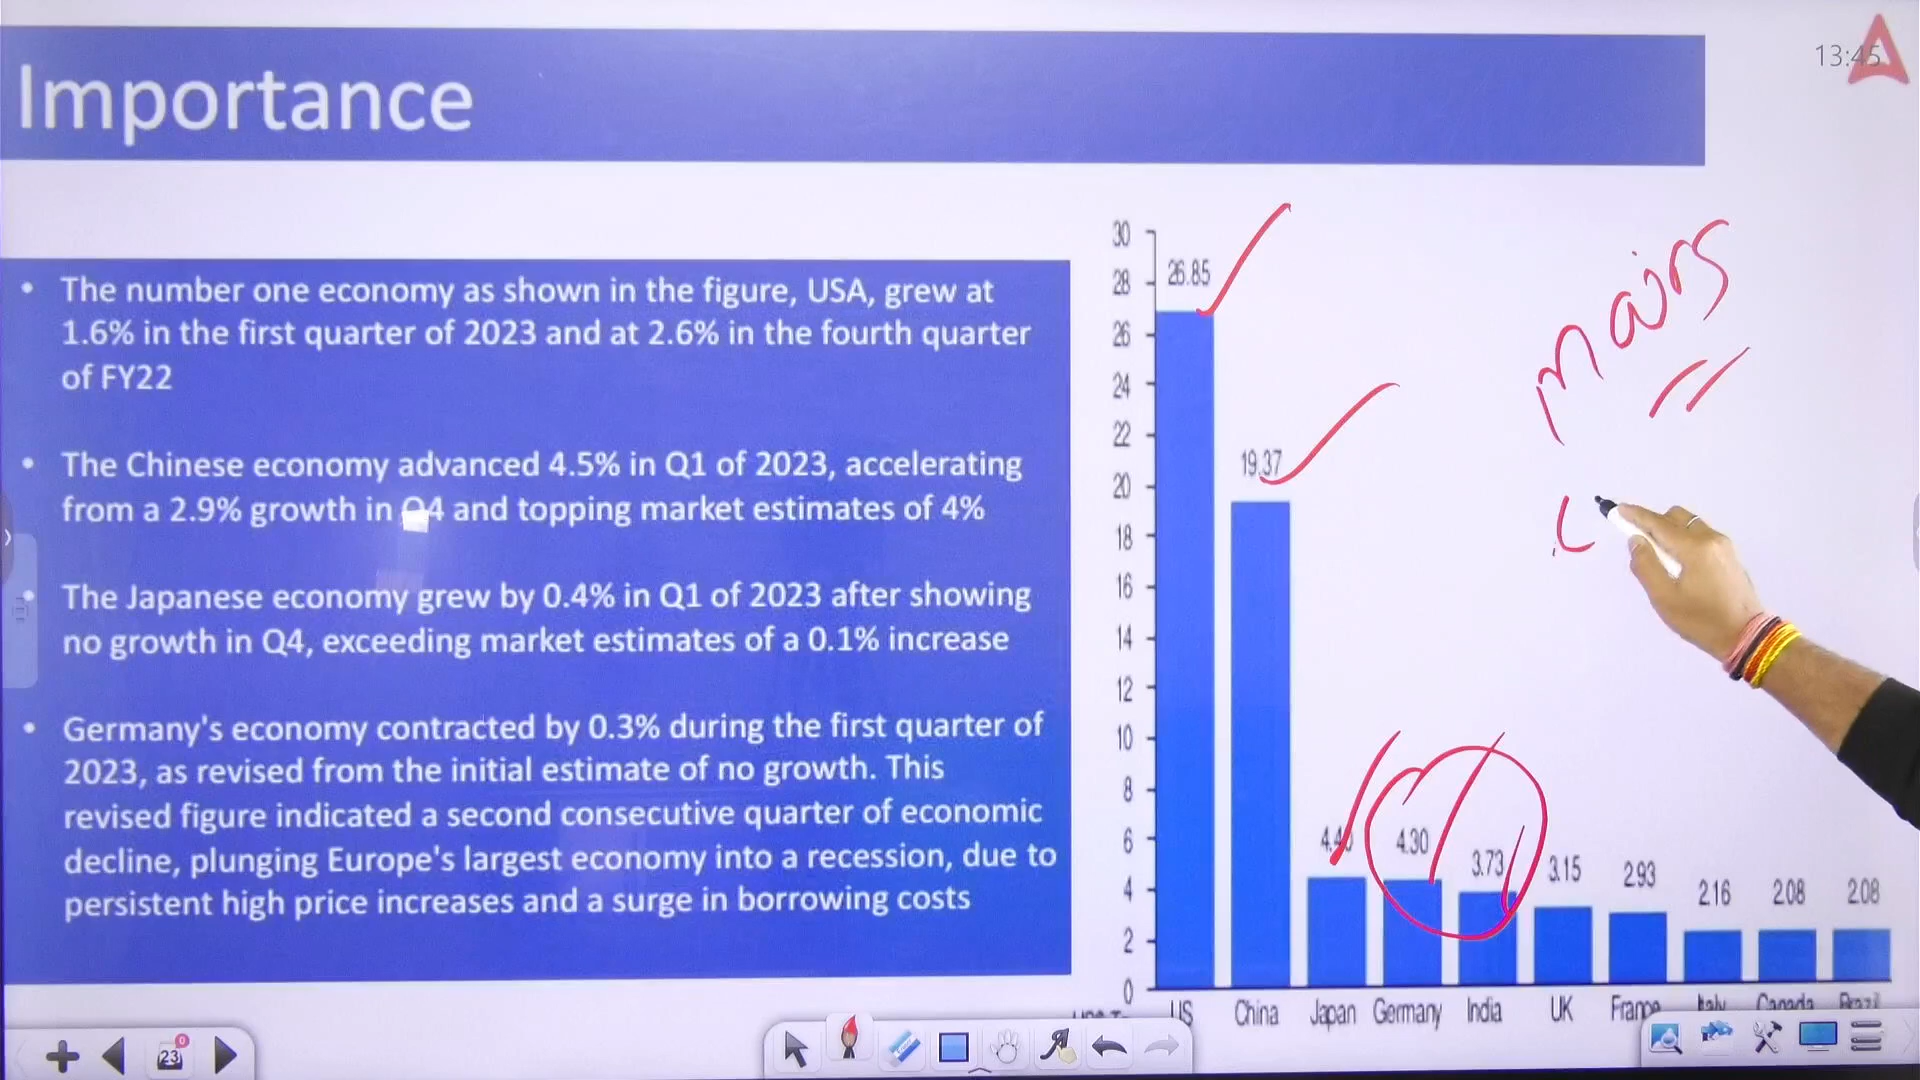 13:45
Importance
• The number one economy as shown in the figure, USA, grew at
1.6% in the first quarter of 2023 and at 2.6% in the fourth quarter
of FY22
• The Chinese economy advanced 4.5% in Q1 of 2023, accelerating
from a 2.9% growth in Q4 and topping market estimates of 4%
• The Japanese economy grew by 0.4% in Q1 of 2023 after showing
no growth in Q4, exceeding market estimates of a 0.1% increase
• Germany's economy contracted by 0.3% during the first quarter of
2023, as revised from the initial estimate of no growth. This
revised figure indicated a second consecutive quarter of economic
decline, plunging Europe's largest economy into a recession, due to
persistent high price increases and a surge in borrowing costs
30
28
26
24
22
20
18
16
14
12
10
8
6
4
2
0
26.85
19.37
4.30
3.73
3.15
2.93
2.16
2.08
2.08
US China Japan Germany India UK France Italy Canada Brazil
Mains
23
0